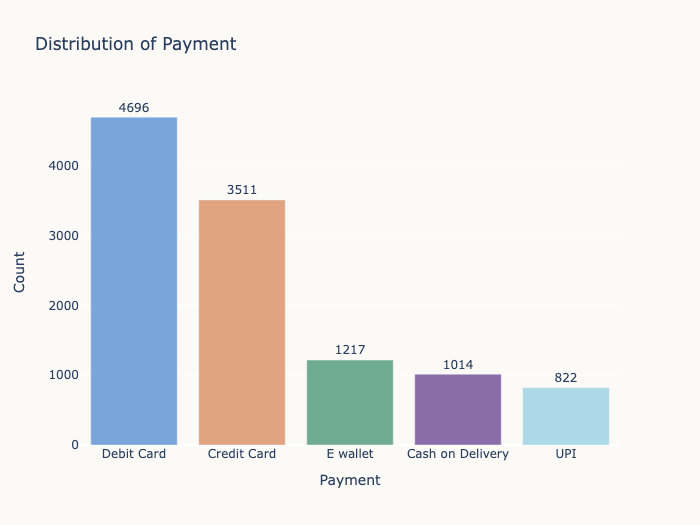 Distribution of Payment
4696
3511
1217
1014
822
4000
3000
2000
1000
0
Count
Debit Card
Credit Card
E wallet
Cash on Delivery
UPI
Payment